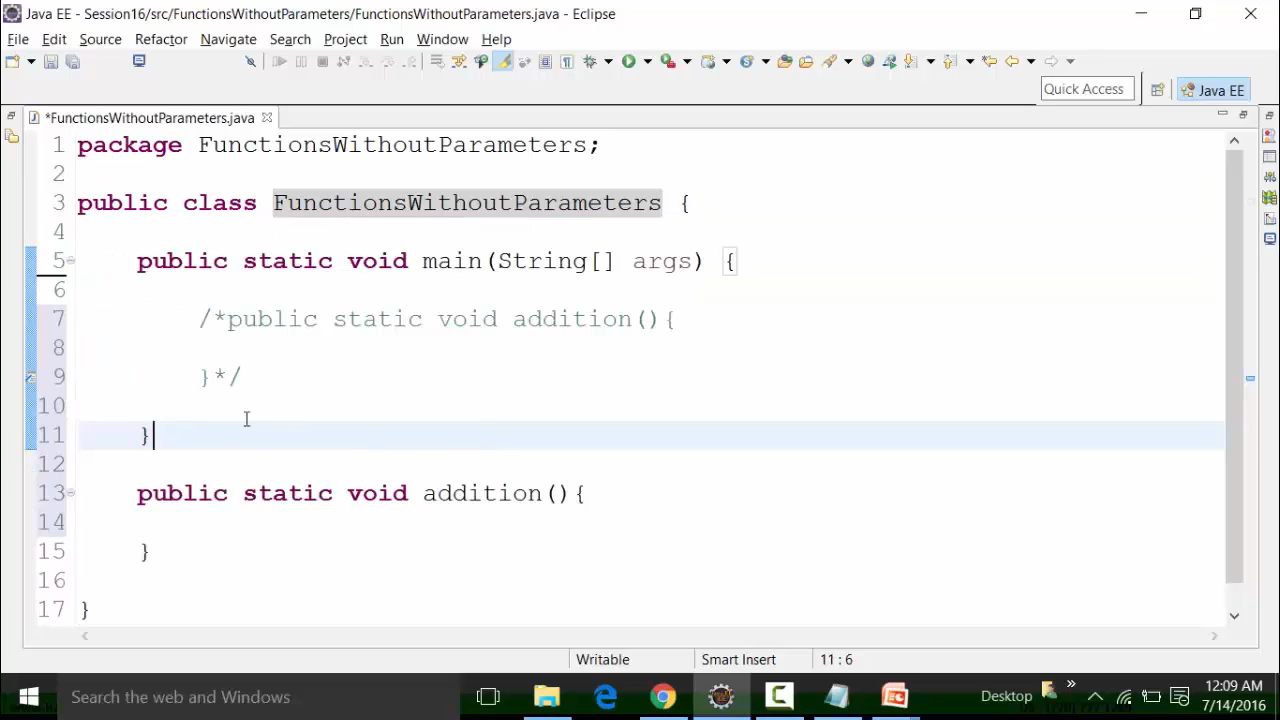 Java EE - Session16/src/FunctionsWithoutParameters/FunctionsWithoutParameters.java - Eclipse
File Edit Source Refactor Navigate Search Project Run Window Help
Quick Access
Java EE
*FunctionsWithoutParameters.java
1 package FunctionsWithoutParameters;
2
3 public class FunctionsWithoutParameters {
4
5 public static void main(String[] args) {
6
7 /*public static void addition(){
8
9 }*/
10
11 }
12
13 public static void addition(){
14
15 }
16
17 }
Writable Smart Insert 11 : 6
Search the web and Windows
Desktop
12:09 AM
7/14/2016